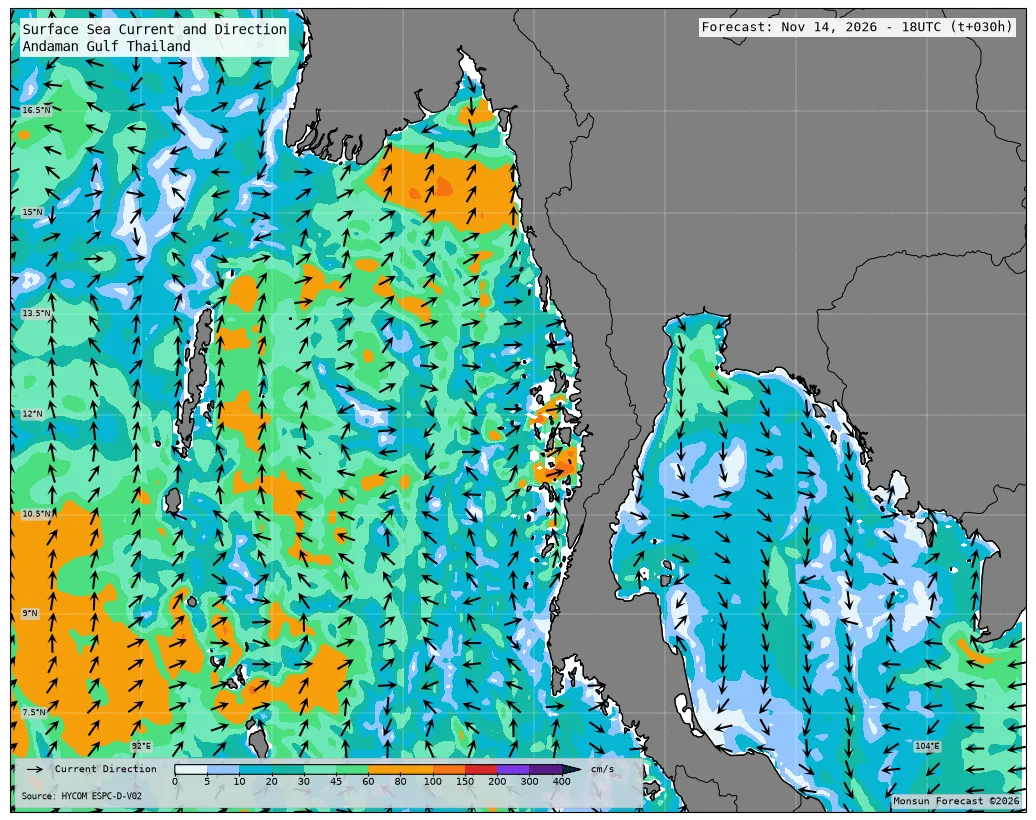 Surface Sea Current and Direction
Andaman Gulf Thailand
Forecast: Nov 14, 2026 - 18UTC (t+030h)
16.5°N
15°N
13.5°N
12°N
10.5°N
9°N
7.5°N
92°E
104°E
Current Direction
0 5 10 20 30 45 60 80 100 150 200 300 400 cm/s
Source: HYCOM ESPC-D-V02
Monsun Forecast ©2026